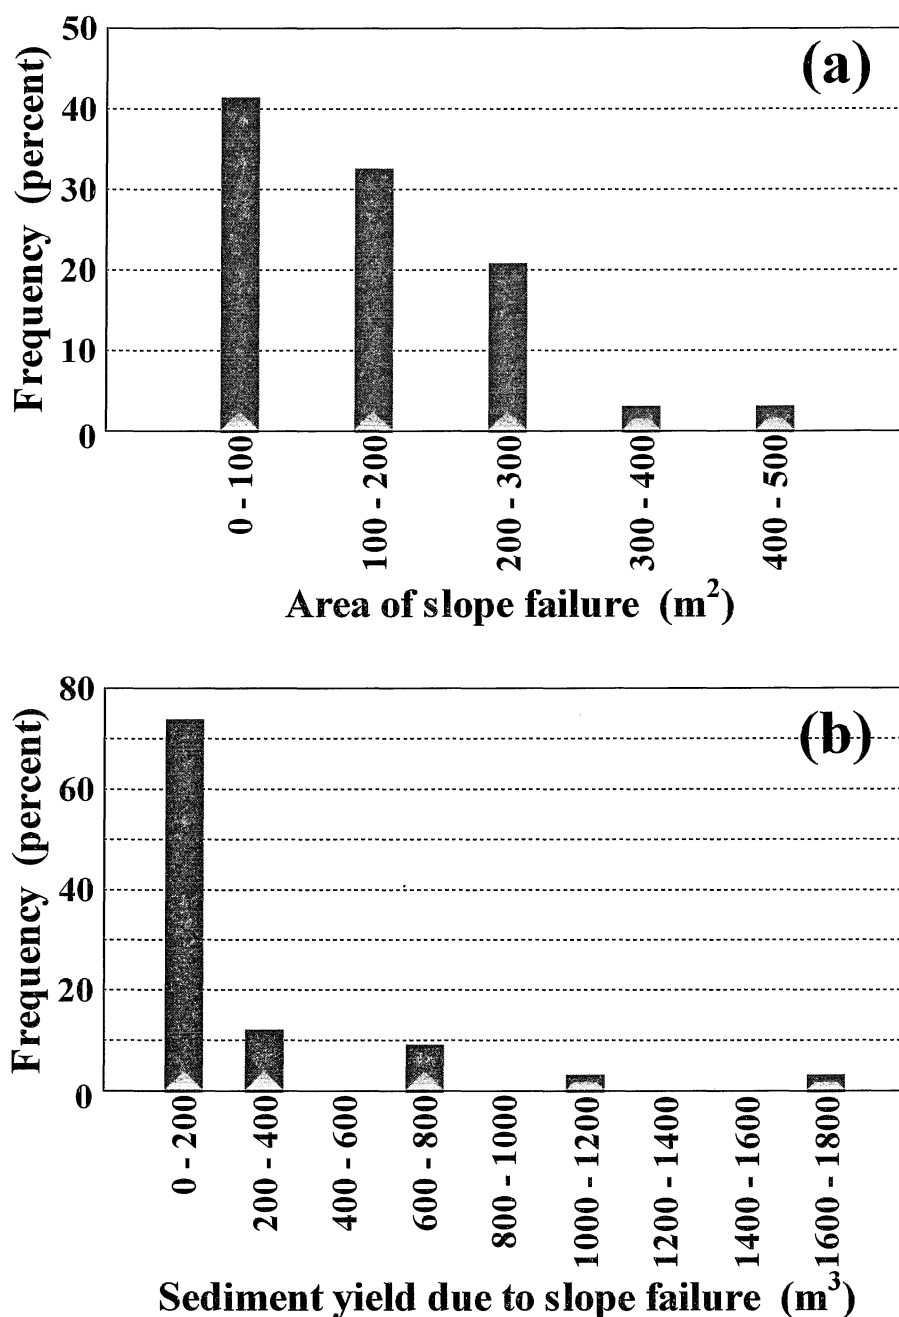 (a)
Frequency (percent)
50
40
30
20
10
0
0 - 100
100 - 200
200 - 300
300 - 400
400 - 500
Area of slope failure (m²)
(b)
Frequency (percent)
80
60
40
20
0
0 - 200
200 - 400
400 - 600
600 - 800
800 - 1000
1000 - 1200
1200 - 1400
1400 - 1600
1600 - 1800
Sediment yield due to slope failure (m³)